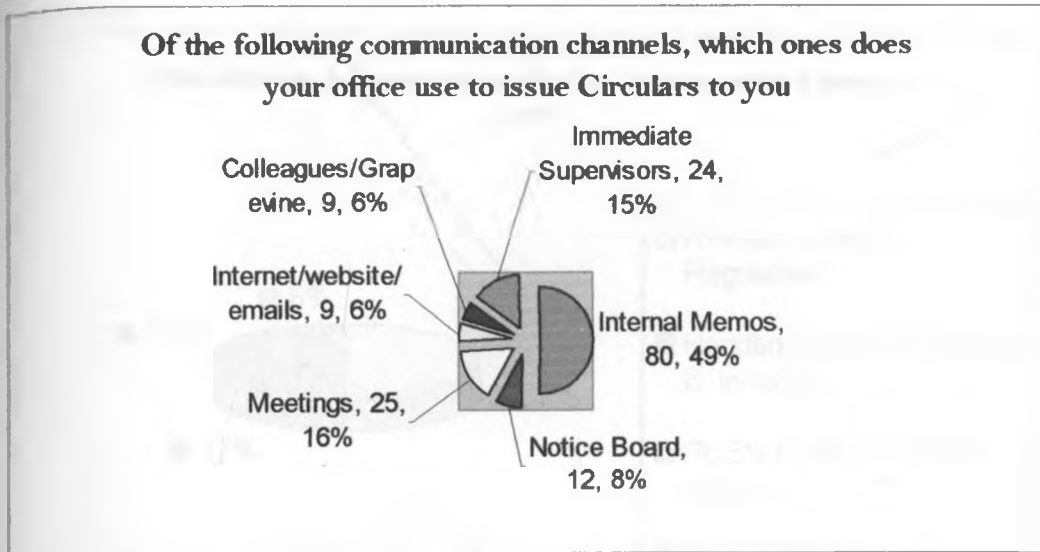 Of the following communication channels, which ones does
your office use to issue Circulars to you
Immediate
Supervisors, 24,
15%
Colleagues/Grap
evine, 9, 6%
Internet/website/
emails, 9, 6%
Internal Memos,
80, 49%
Meetings, 25,
16%
Notice Board,
12, 8%